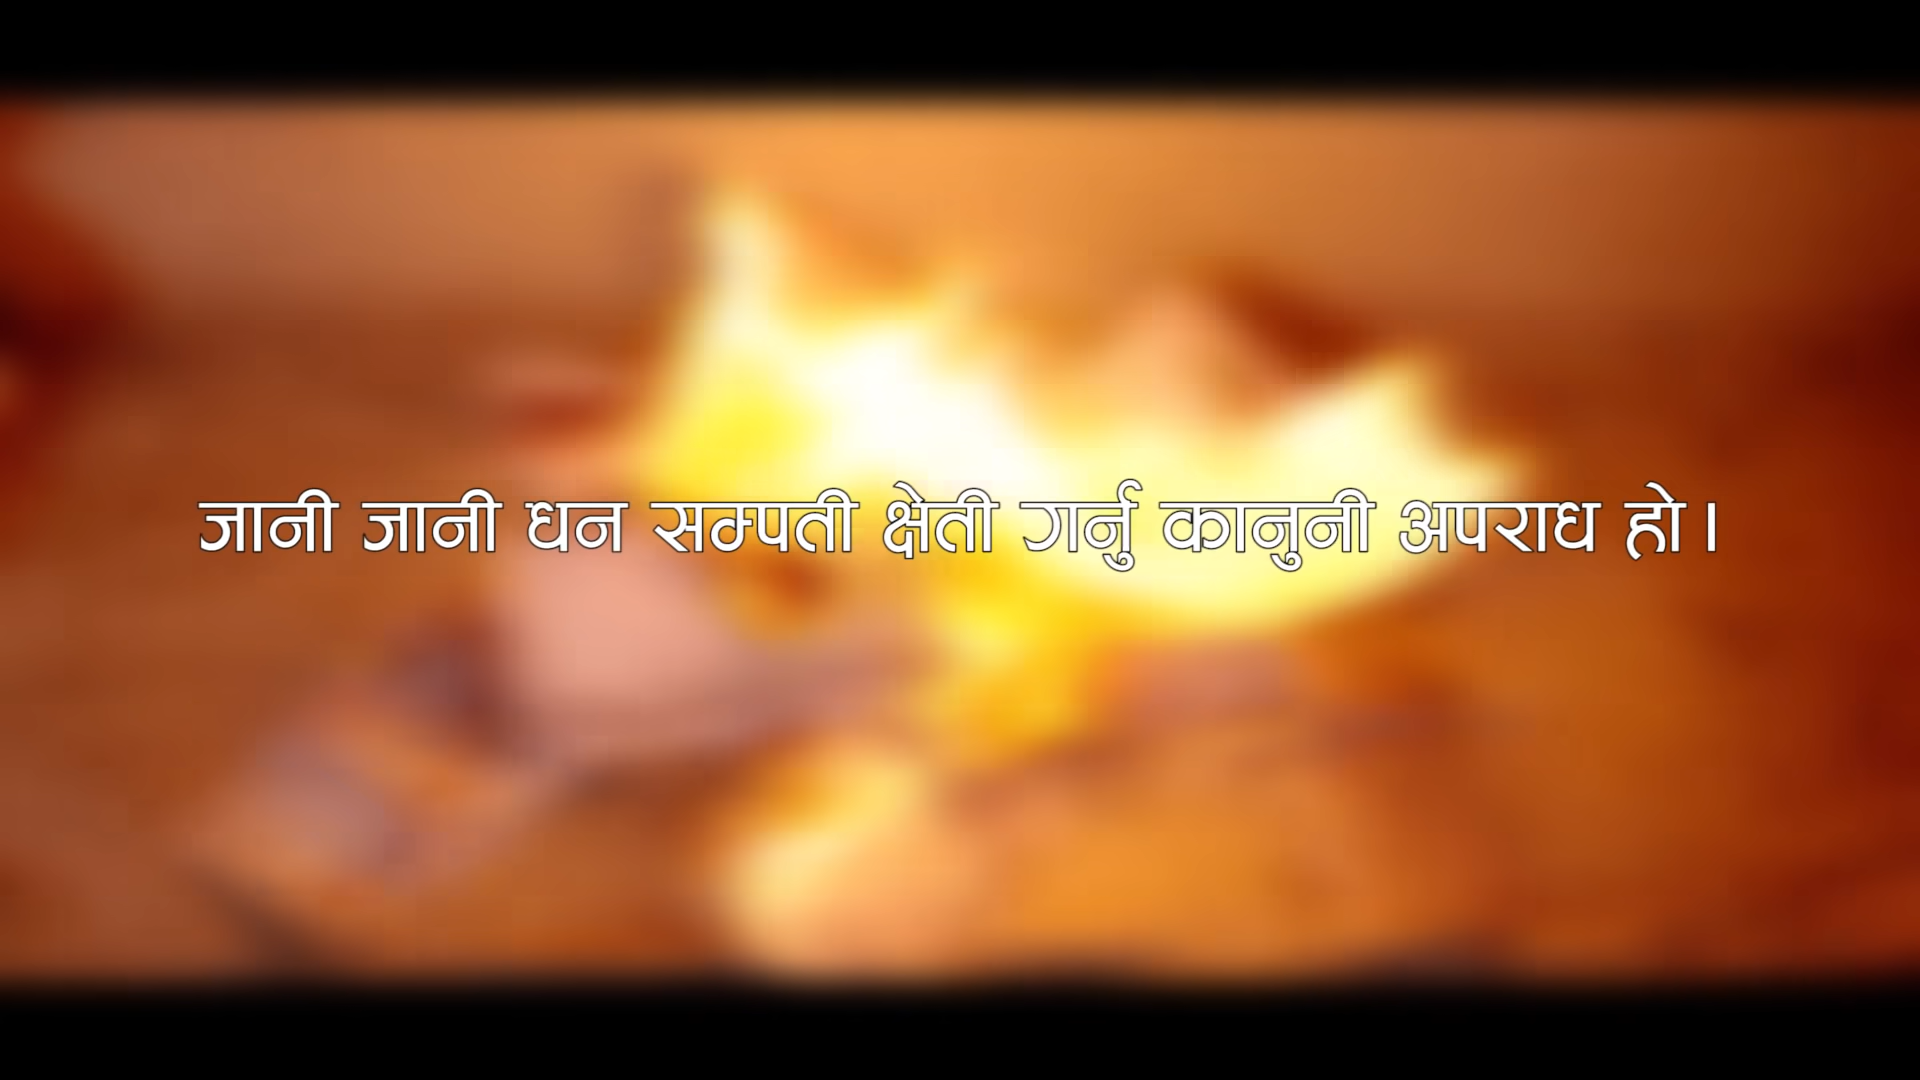 जानी जानी धन सम्पती क्षेती गर्नु कानुनी अपराध हो।